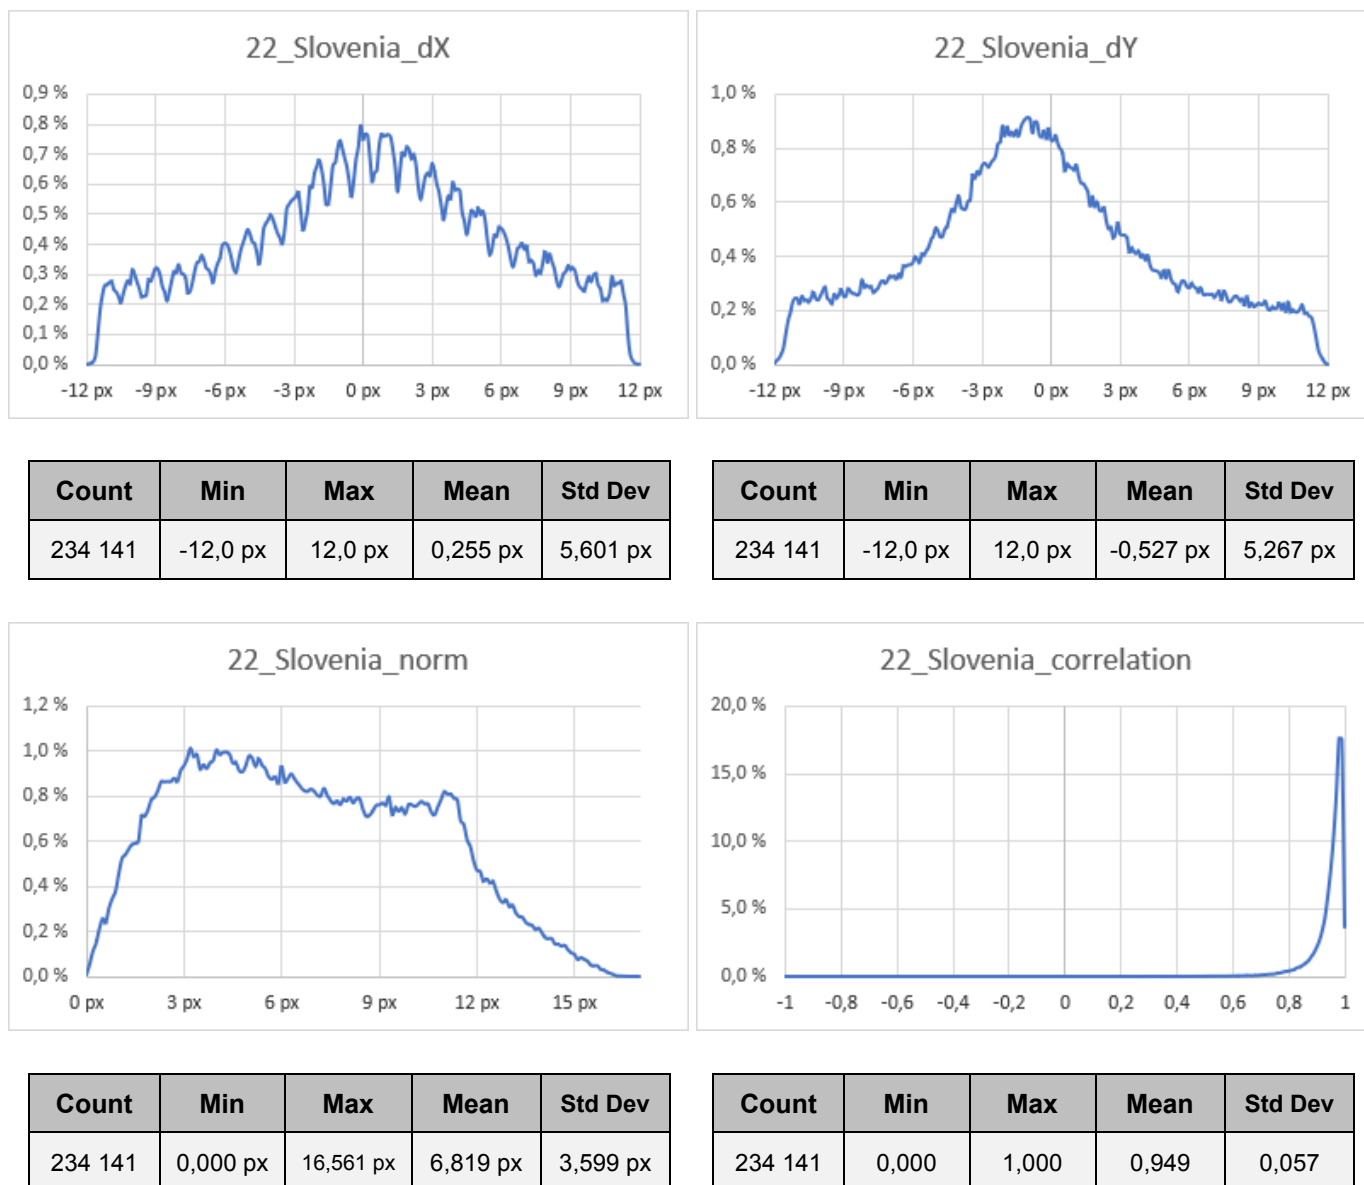 22_Slovenia_dX
0,9 %
0,8 %
0,7 %
0,6 %
0,5 %
0,4 %
0,3 %
0,2 %
0,1 %
0,0 %
-12 px -9 px -6 px -3 px 0 px 3 px 6 px 9 px 12 px
22_Slovenia_dY
1,0 %
0,8 %
0,6 %
0,4 %
0,2 %
0,0 %
-12 px -9 px -6 px -3 px 0 px 3 px 6 px 9 px 12 px
Count Min Max Mean Std Dev
234 141 -12,0 px 12,0 px 0,255 px 5,601 px
Count Min Max Mean Std Dev
234 141 -12,0 px 12,0 px -0,527 px 5,267 px
22_Slovenia_norm
1,2 %
1,0 %
0,8 %
0,6 %
0,4 %
0,2 %
0,0 %
0 px 3 px 6 px 9 px 12 px 15 px
22_Slovenia_correlation
20,0 %
15,0 %
10,0 %
5,0 %
0,0 %
-1 -0,8 -0,6 -0,4 -0,2 0 0,2 0,4 0,6 0,8 1
Count Min Max Mean Std Dev
234 141 0,000 px 16,561 px 6,819 px 3,599 px
Count Min Max Mean Std Dev
234 141 0,000 1,000 0,949 0,057